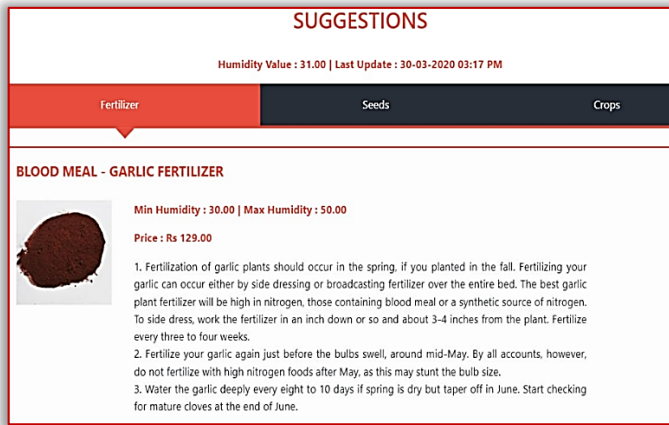 SUGGESTIONS
Humidity Value : 31.00 | Last Update : 30-03-2020 03:17 PM
Fertilizer Seeds Crops
BLOOD MEAL - GARLIC FERTILIZER
Min Humidity : 30.00 | Max Humidity : 50.00
Price : Rs 129.00
1. Fertilization of garlic plants should occur in the spring, if you planted in the fall. Fertilizing your
garlic can occur either by side dressing or broadcasting fertilizer over the entire bed. The best garlic
plant fertilizer will be high in nitrogen, those containing blood meal or a synthetic source of nitrogen.
To side dress, work the fertilizer in an inch down or so and about 3-4 inches from the plant. Fertilize
every three to four weeks.
2. Fertilize your garlic again just before the bulbs swell, around mid-May. By all accounts, however,
do not fertilize with high nitrogen foods after May, as this may stunt the bulb size.
3. Water the garlic deeply every eight to 10 days if spring is dry but taper off in June. Start checking
for mature cloves at the end of June.